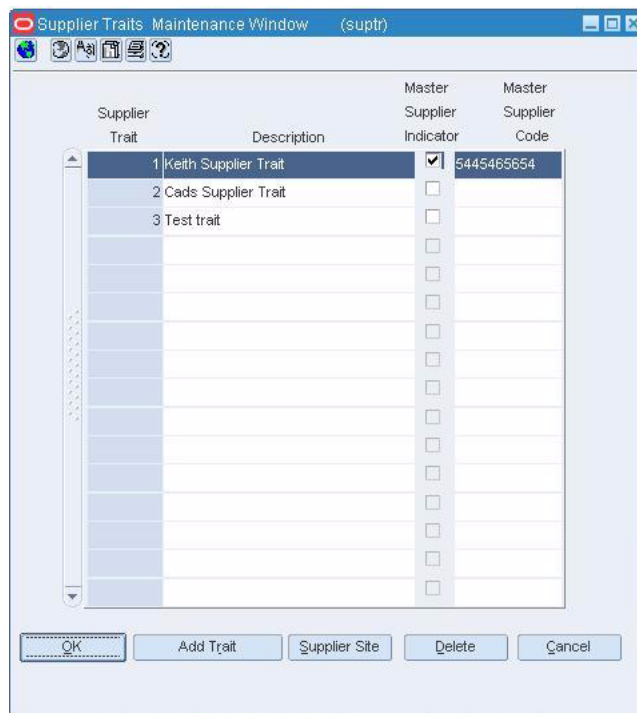 Supplier Traits Maintenance Window (suptr)
Master Master
Supplier Supplier Supplier
Trait Description Indicator Code
1 Keith Supplier Trait 5445465654
2 Cads Supplier Trait
3 Test trait
OK Add Trait Supplier Site Delete Cancel